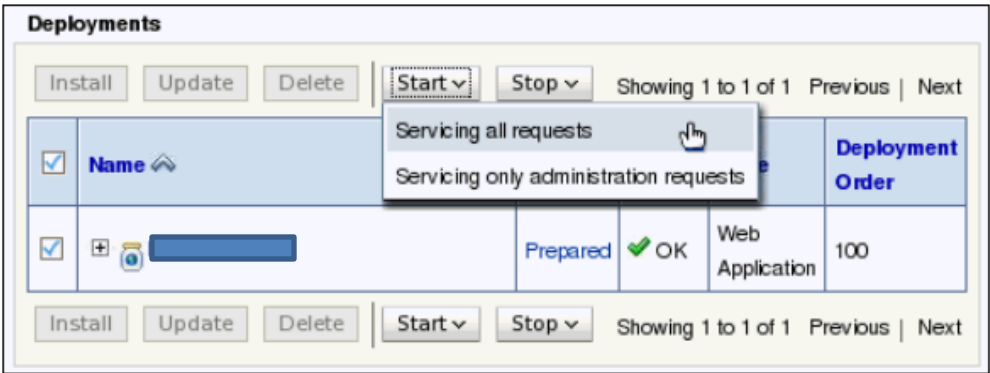 Deployments
Install Update Delete Start Stop Showing 1 to 1 of 1 Previous | Next
Servicing all requests
Servicing only administration requests
Name
Deployment
Order
Prepared OK Web
Application 100
Install Update Delete Start Stop Showing 1 to 1 of 1 Previous | Next